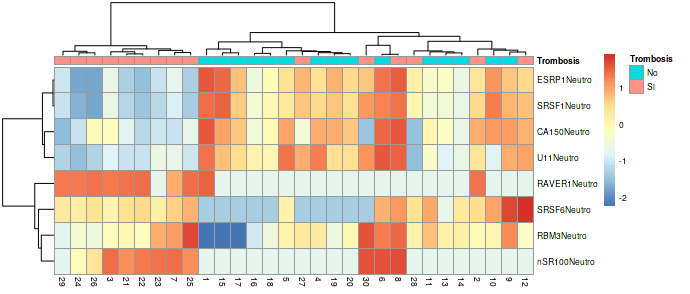 Trombosis
ESRP1Neutro
SRSF1Neutro
CA150Neutro
U11Neutro
RAVER1Neutro
SRSF6Neutro
RBM3Neutro
nSR100Neutro
29 24 26 3 21 22 23 7 25 1 15 17 16 18 5 27 4 19 20 30 6 8 28 11 13 14 2 10 9 12
1
0
-1
-2
Trombosis
No
SI